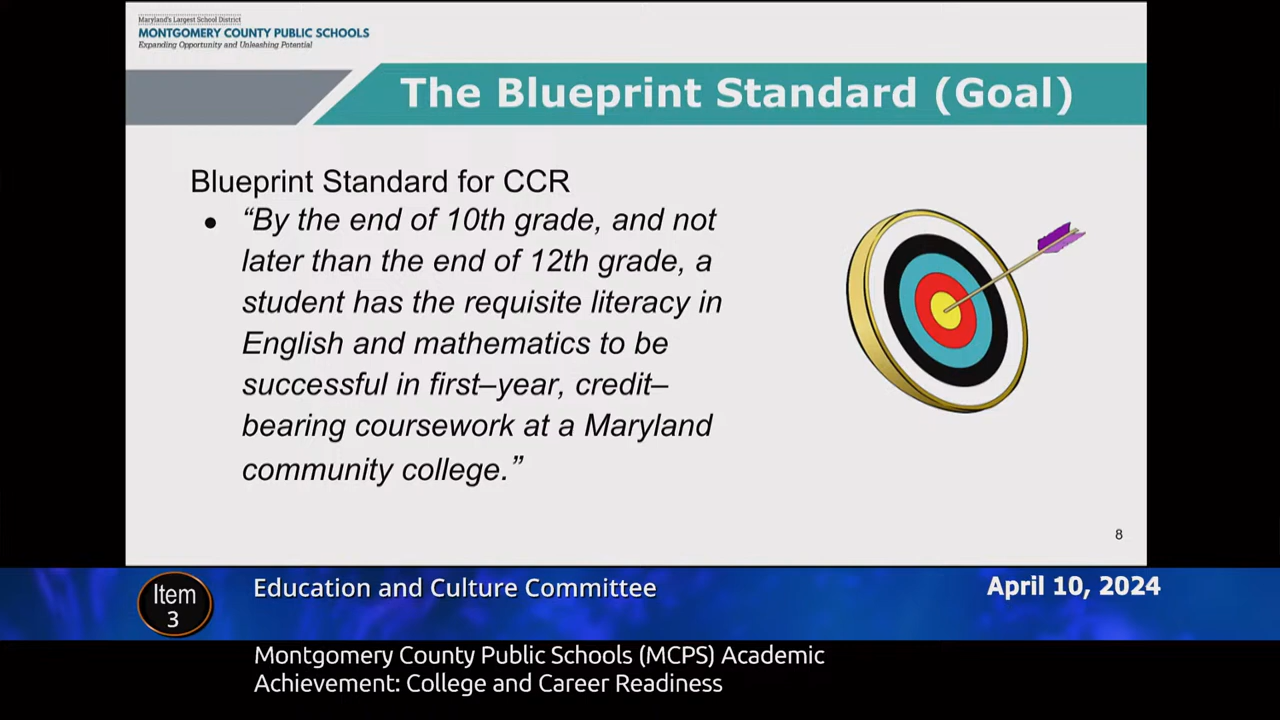 Maryland's Largest School District
MONTGOMERY COUNTY PUBLIC SCHOOLS
Expanding Opportunity and Unleashing Potential
The Blueprint Standard (Goal)
Blueprint Standard for CCR
● “By the end of 10th grade, and not
later than the end of 12th grade, a
student has the requisite literacy in
English and mathematics to be
successful in first–year, credit–
bearing coursework at a Maryland
community college.”
8
Item
3
Education and Culture Committee
April 10, 2024
Montgomery County Public Schools (MCPS) Academic
Achievement: College and Career Readiness